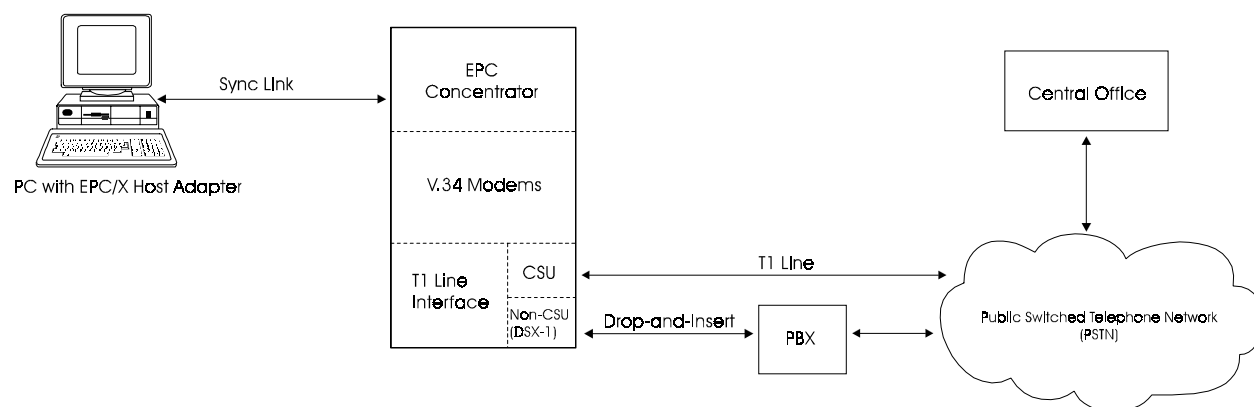 Sync Link
PC with EPC/X Host Adapter
EPC
Concentrator
V.34 Modems
T1 Line
Interface
CSU
Non-CSU
(DSX-1)
T1 Line
Drop-and-Insert
PBX
Central Office
Public Switched Telephone Network
(PSTN)